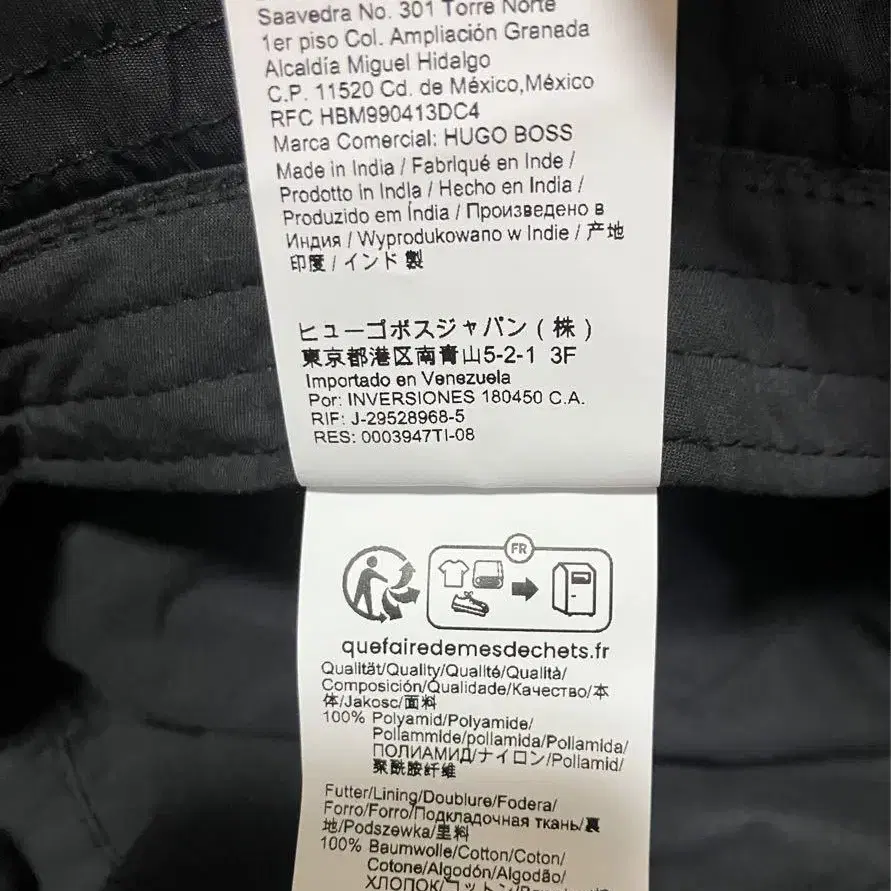 Saavedra No. 301 Torre Norte
1er piso Col. Ampliación Granada
Alcaldía Miguel Hidalgo
C.P. 11520 Cd. de México,México
RFC HBM990413DC4
Marca Comercial: HUGO BOSS
Made in India / Fabriqué en Inde /
Prodotto in India / Hecho en India /
Produzido em Índia / Произведено в
Индия / Wyprodukowano w Indie / 产地
印度 / インド 製
ヒューゴボスジャパン ( 株 )
東京都港区南青山5-2-1 3F
Importado en Venezuela
Por: INVERSIONES 180450 C.A.
RIF: J-29528968-5
RES: 0003947TI-08
FR
quefairedemesdechets.fr
Qualität/Quality/Qualité/Qualità/
Composición/Qualidade/Качество/本
体/Jakosc/面料
100% Polyamid/Polyamide/
Poliammide/poliamida/Poliamida/
ПОЛИАМИД/ナイロン/Poliamid/
聚酰胺纤维
Futter/Lining/Doublure/Fodera/
Forro/Forro/Подкладочная ткань/裏
地/Podszewka/里料
100% Baumwolle/Cotton/Coton/
Cotone/Algodón/Algodão/
ХЛОПОК/コットン/